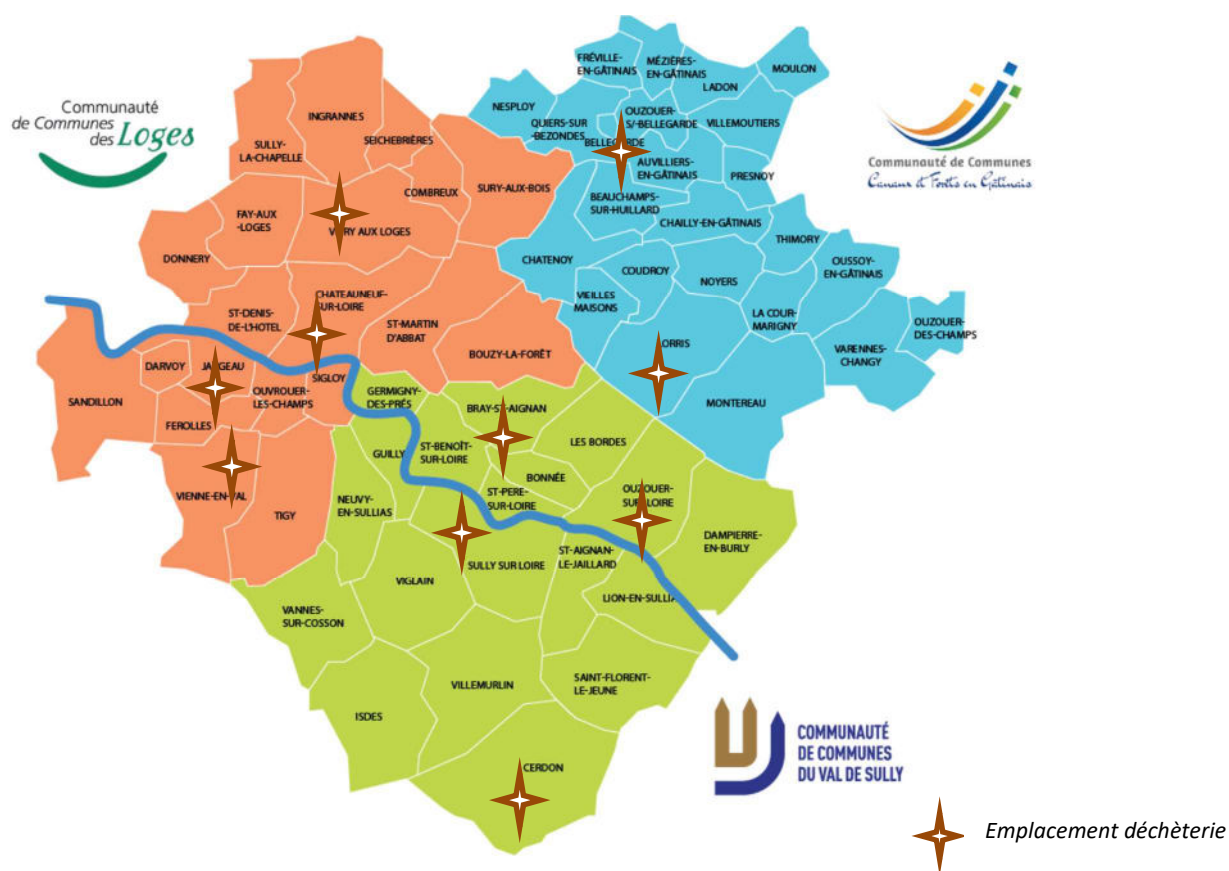 Communauté
de Communes
des Loges
Communauté de Communes
Canaux et Forêts en Gâtinais
FRÉVILLE-
EN-GÂTINAIS
MÉZIÈRES-
EN-GÂTINAIS
MOULON
LADON
NESPLOY
QUIERS-SUR
-BEZONDES
OUZOUER-
S/-BELLEGARDE
VILLEMOUTIERS
BELLEGARDE
AUVILLIERS-
EN-GÂTINAIS
PRESNOY
BEAUCHAMPS-
SUR-HUILLARD
CHAILLY-EN-GÂTINAIS
THIMORY
CHATENOY
COUDROY
NOYERS
OUSSOY-
EN-GÂTINAIS
VIEILLES
MAISONS
LA COUR-
MARIGNY
OUZOUER-
DES-CHAMPS
VARENNES-
CHANGY
LORRIS
MONTEREAU
INGRANNES
SULLY-
LA-CHAPELLE
SEICHEBRIÈRES
COMBREUX
SURY-AUX-BOIS
FAY-AUX
-LOGES
VITRY AUX LOGES
DONNERY
CHATEAUNEUF-
SUR-LOIRE
ST-DENIS-
DE-L'HOTEL
ST-MARTIN
D'ABBAT
BOUZY-LA-FORÊT
DARVOY
JARGEAU
SIGLOY
OUVROUER-
LES-CHAMPS
SANDILLON
FEROLLES
VIENNE-EN-VAL
TIGY
GERMIGNY-
DES-PRÉS
BRAY-ST-AIGNAN
LES BORDES
GUILLY
ST-BENOÎT-
SUR-LOIRE
BONNÉE
NEUVY-
EN-SULLIAS
ST-PERE-
SUR-LOIRE
OUZOUER-
SUR-LOIRE
DAMPIERRE-
EN-BURLY
SULLY SUR LOIRE
ST-AIGNAN-
LE-JAILLARD
VIGLAIN
LION-EN-SULLIAS
VANNES-
SUR-COSSON
VILLEMURLIN
SAINT-FLORENT-
LE-JEUNE
ISDES
CERDON
COMMUNAUTÉ
DE COMMUNES
DU VAL DE SULLY
Emplacement déchèterie